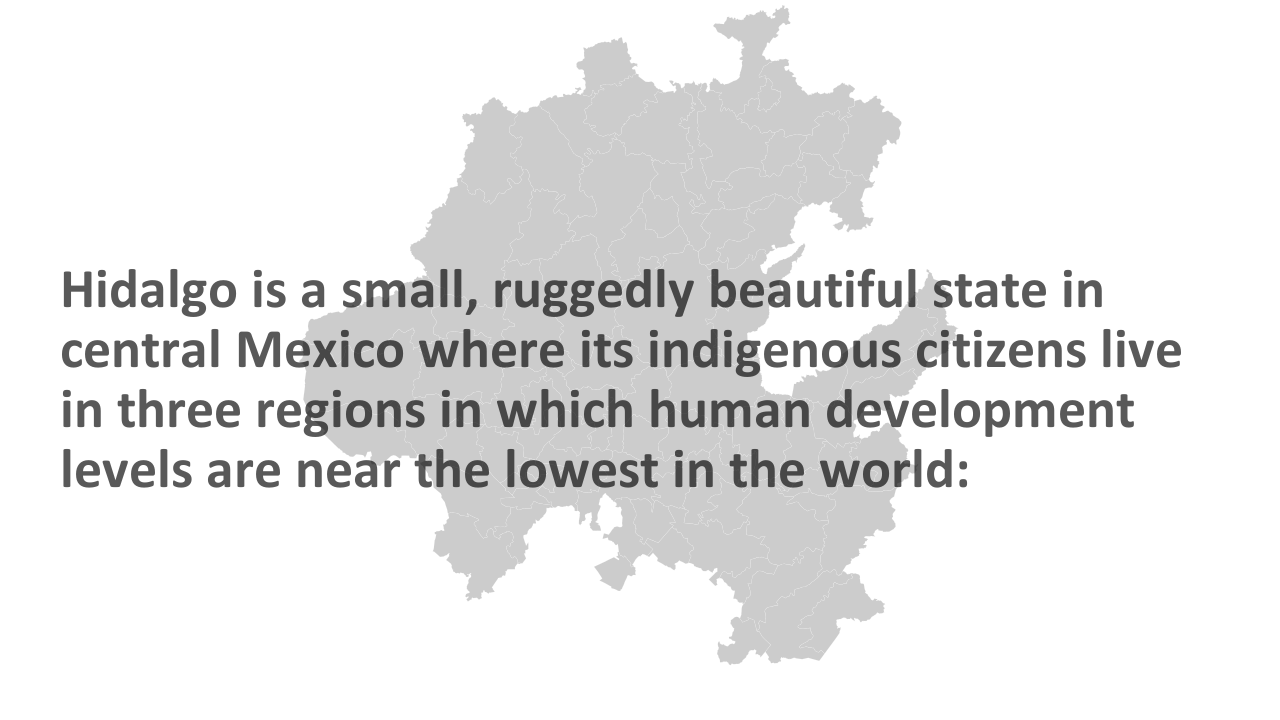 Hidalgo is a small, ruggedly beautiful state in
central Mexico where its indigenous citizens live
in three regions in which human development
levels are near the lowest in the world: